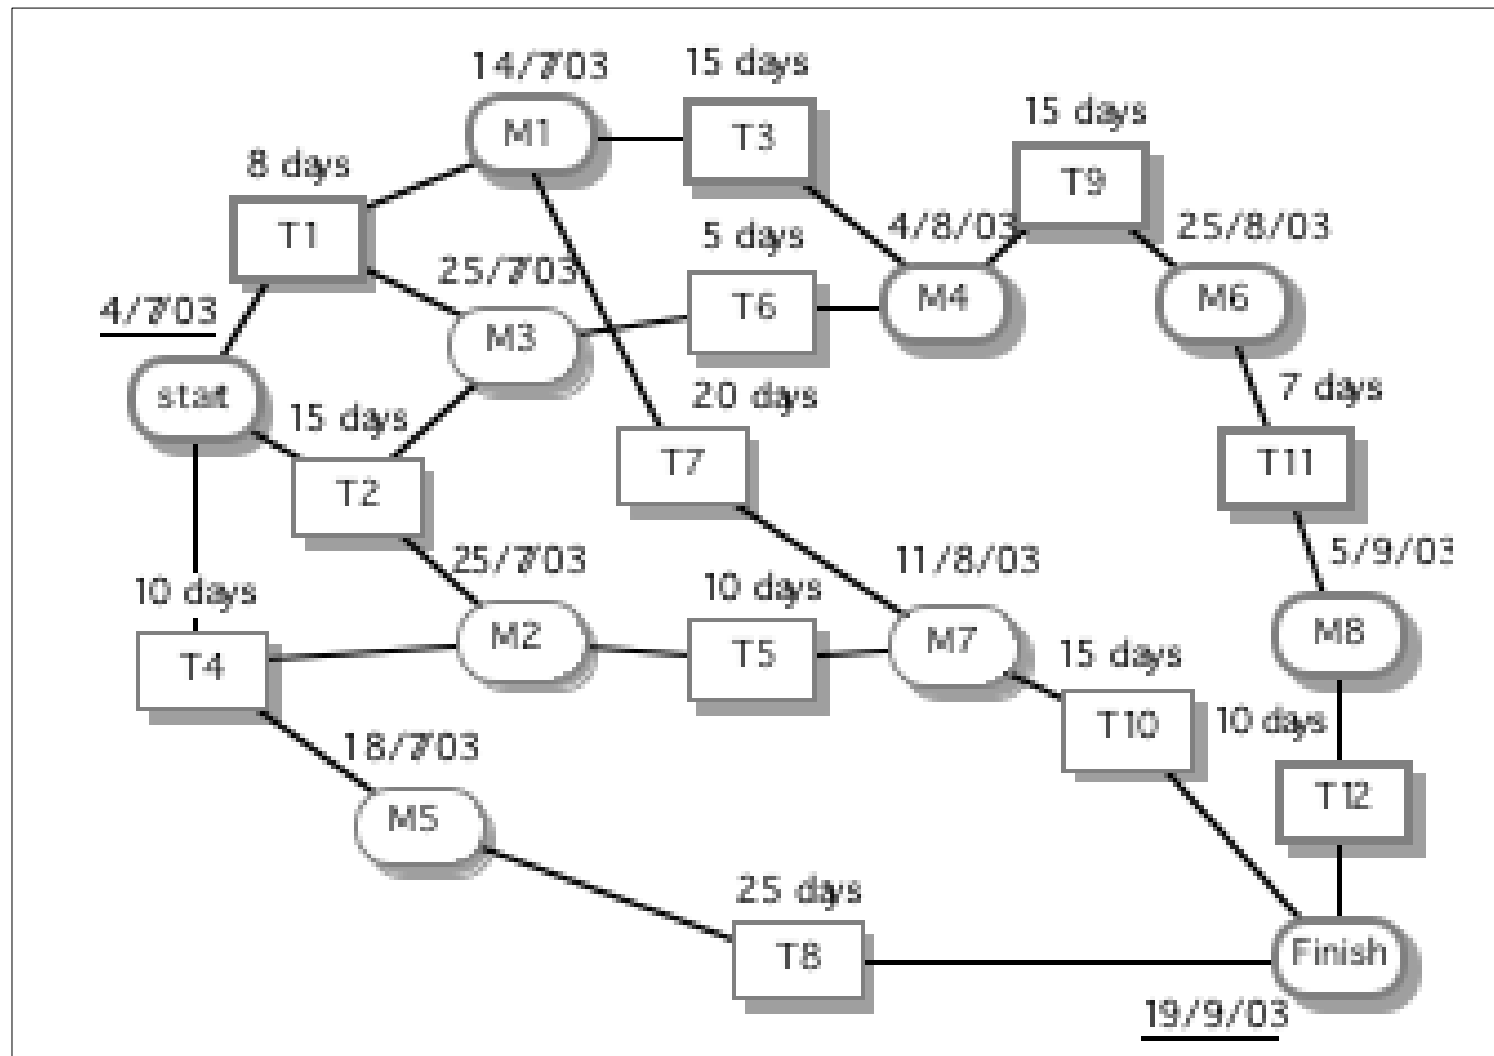 14/7/03
15 days
M1
T3
15 days
8 days
T9
T1
5 days
4/8/03
25/8/03
25/7/03
T6
M4
M6
4/7/03
M3
start
15 days
20 days
7 days
T2
T7
T11
25/7/03
11/8/03
5/9/03
10 days
10 days
M2
T5
M7
M8
T4
15 days
18/7/03
T10
10 days
M5
T12
25 days
T8
Finish
19/9/03